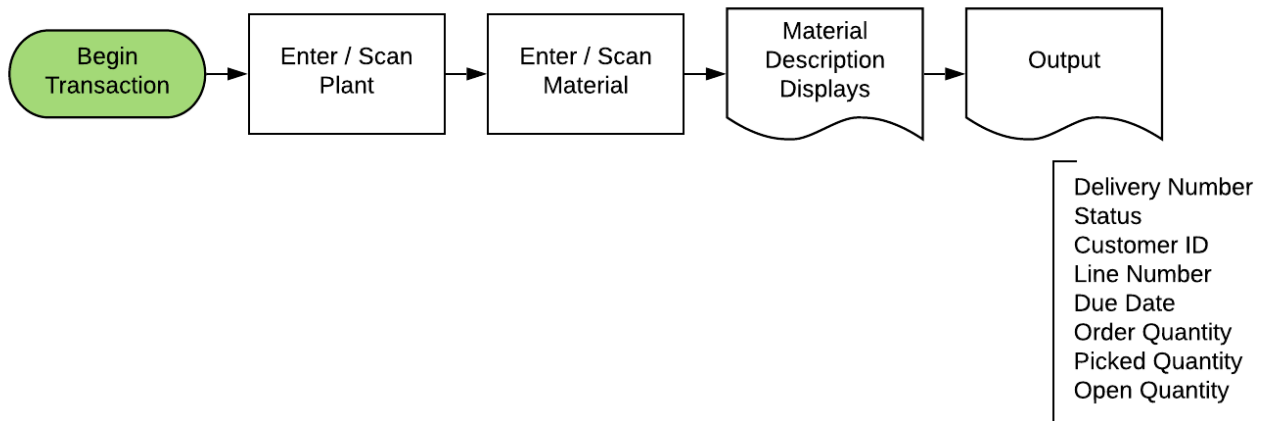 Begin
Transaction
Enter / Scan
Plant
Enter / Scan
Material
Material
Description
Displays
Output
Delivery Number
Status
Customer ID
Line Number
Due Date
Order Quantity
Picked Quantity
Open Quantity